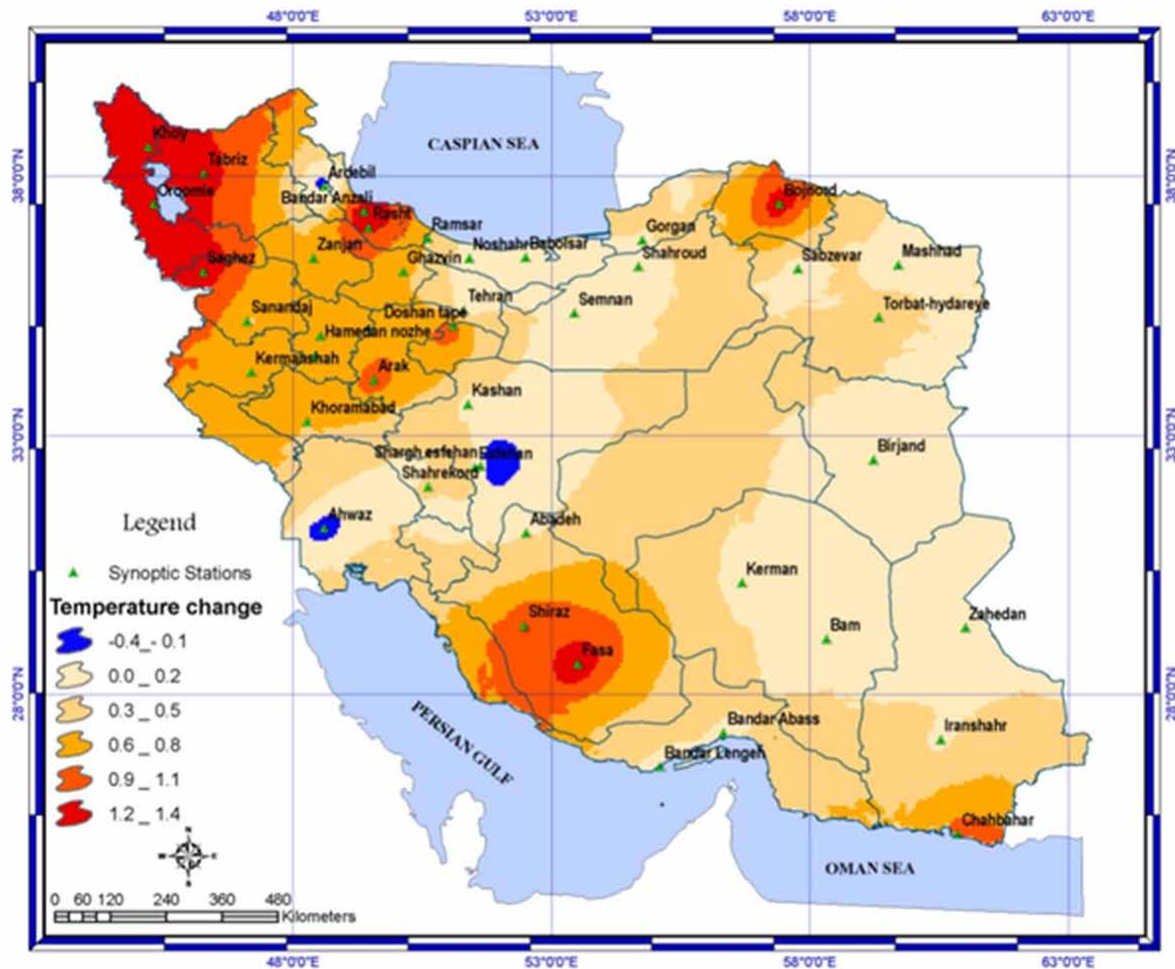 48°0'0"E 53°0'0"E 58°0'0"E 63°0'0"E
38°0'0"N
33°0'0"N
28°0'0"N
38°0'0"N
33°0'0"N
28°0'0"N
CASPIAN SEA
Khoy
Tabriz
Oroomie
Ardebil
Bandar Anzali
Rasht
Bojnord
Ramsar
Gorgan
Zanjan
Ghazvin
Noshahr
Babolsar
Shahroud
Sabzevar
Mashhad
Saghez
Tehran
Semnan
Torbat-hydareye
Sanandaj
Doshan tape
Hamedan nozhe
Kermanshah
Arak
Kashan
Khoramabad
Birjand
Shargh esfehan
Esfehan
Shahrekord
Ahwaz
Abadeh
Kerman
Shiraz
Bam
Zahedan
Fasa
Bandar Abass
Iranshahr
Bandar Lengeh
Chahbahar
PERSIAN GULF
OMAN SEA
Legend
Synoptic Stations
Temperature change
-0.4_- 0.1
0.0 _ 0.2
0.3 _ 0.5
0.6 _ 0.8
0.9 _ 1.1
1.2 _ 1.4
N
W E
S
0 60 120 240 360 480
Kilometers
48°0'0"E 53°0'0"E 58°0'0"E 63°0'0"E